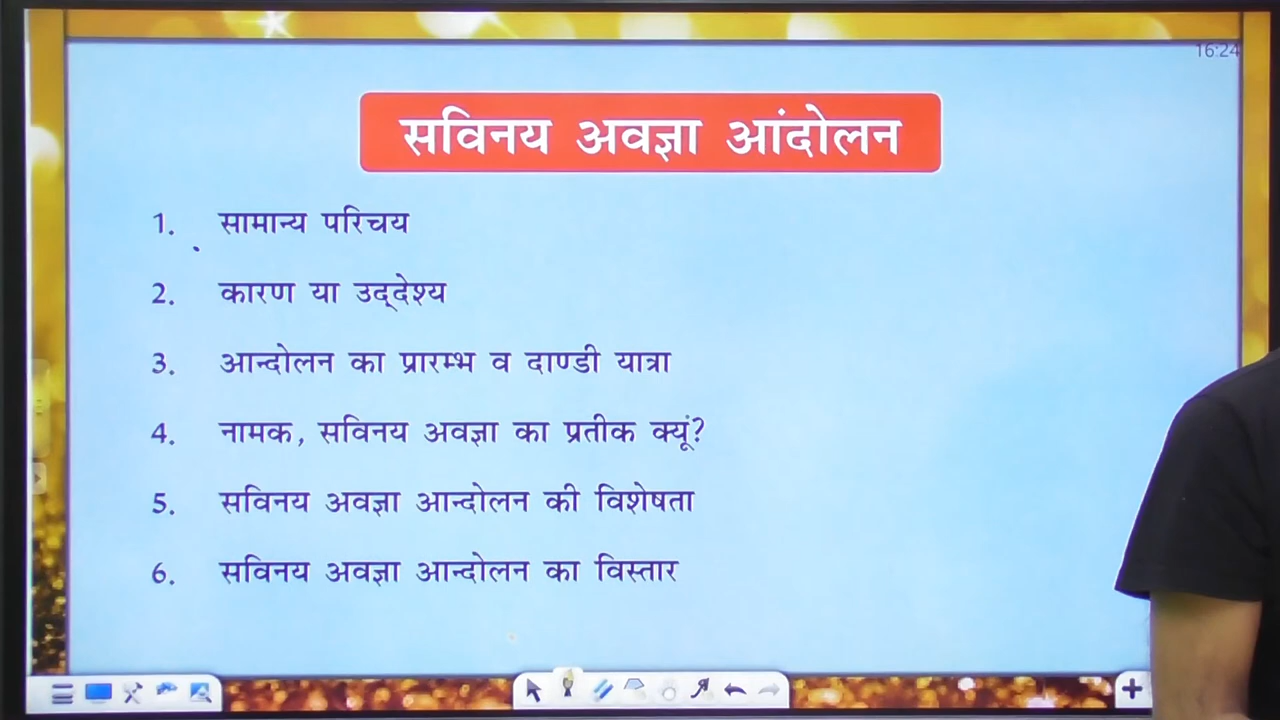 16:24
सविनय अवज्ञा आंदोलन
1. सामान्य परिचय
2. कारण या उद्देश्य
3. आन्दोलन का प्रारम्भ व दाण्डी यात्रा
4. नामक, सविनय अवज्ञा का प्रतीक क्यूं?
5. सविनय अवज्ञा आन्दोलन की विशेषता
6. सविनय अवज्ञा आन्दोलन का विस्तार